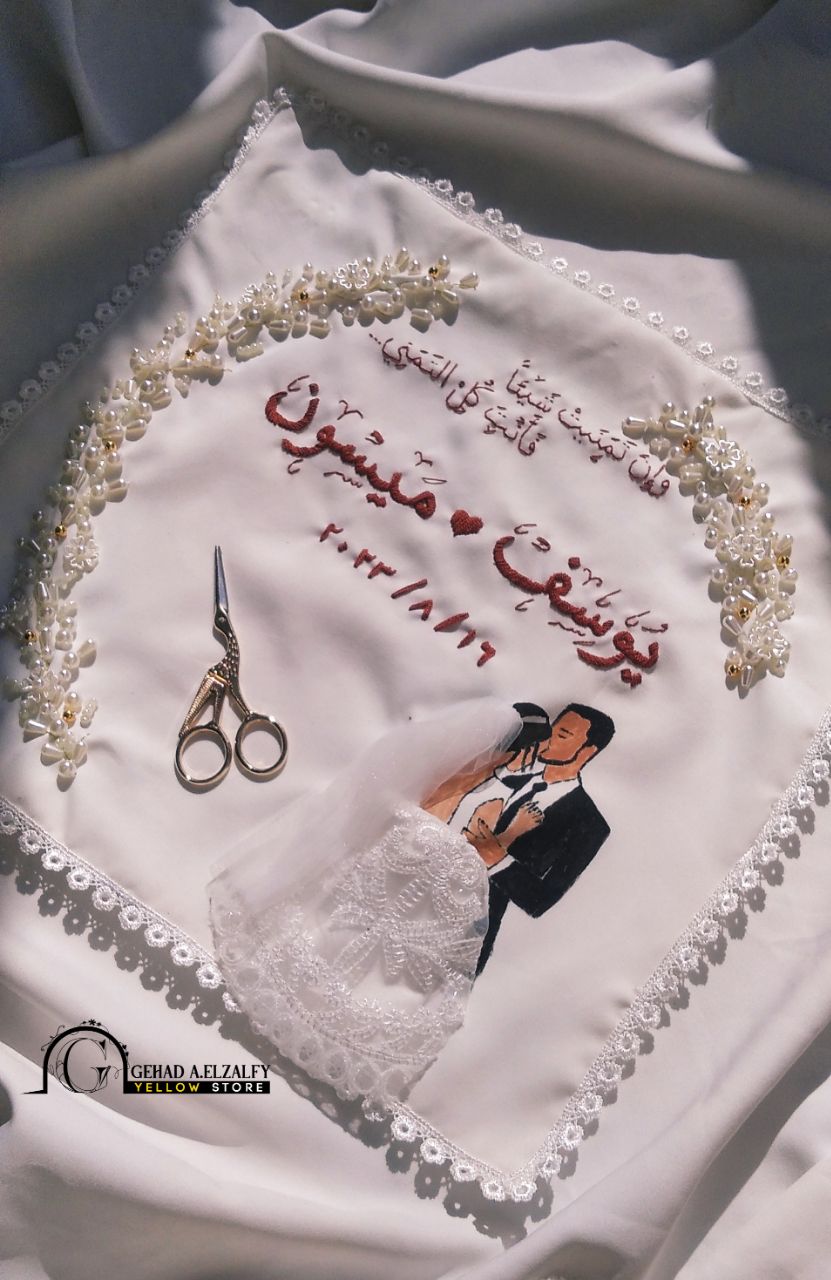 وإن تمنيت شيئاً
فأنت كل التمني...
يوسف ♥ ميسون
٢٠٢٣/٨/١٦
GEHAD A.ELZALFY
YELLOW STORE